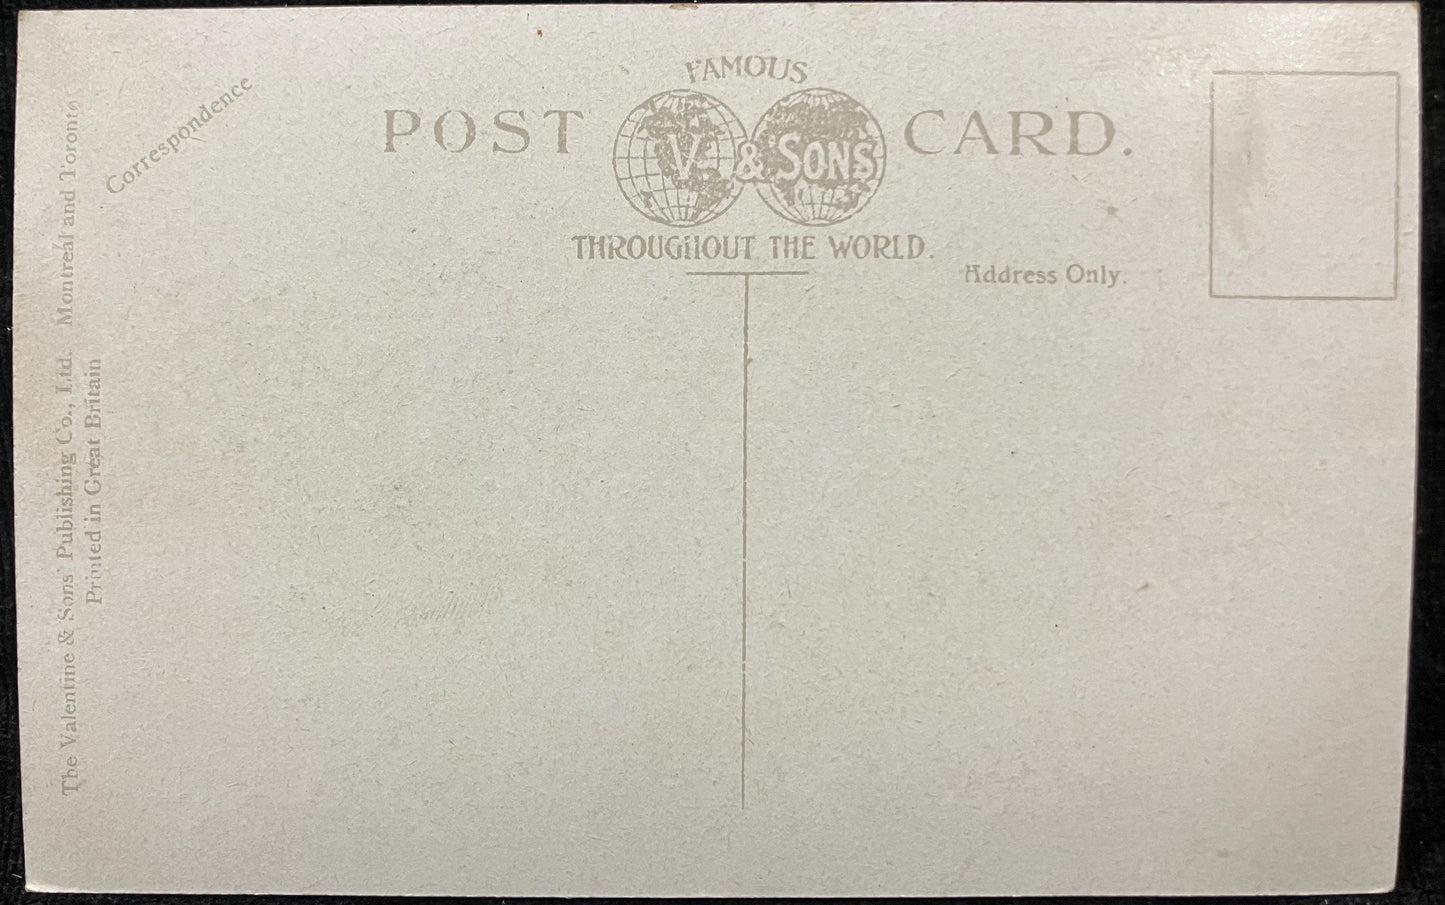 FAMOUS
POST V. & SONS CARD.
THROUGHOUT THE WORLD.
Correspondence
Address Only.
The Valentine & Sons' Publishing Co., Ltd. Montreal and Toronto
Printed in Great Britain